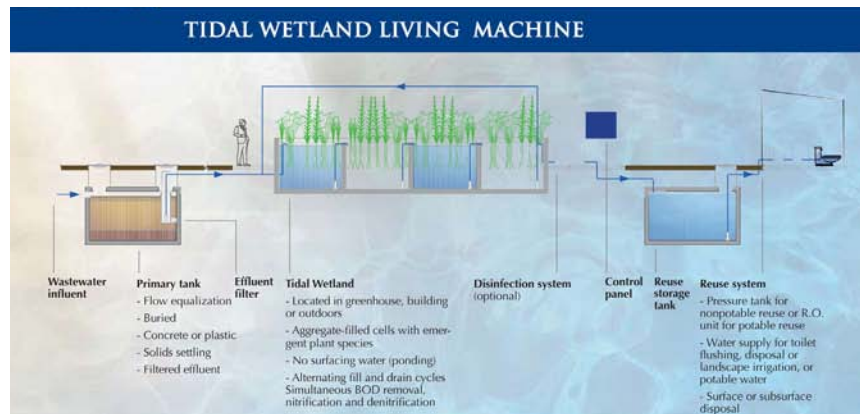 TIDAL WETLAND LIVING MACHINE
Wastewater
influent
Primary tank
- Flow equalization
- Buried
- Concrete or plastic
- Solids settling
- Filtered effluent
Effluent
filter
Tidal Wetland
- Located in greenhouse, building
or outdoors
- Aggregate-filled cells with emer-
gent plant species
- No surfacing water (ponding)
- Alternating fill and drain cycles
Simultaneous BOD removal,
nitrification and denitrification
Disinfection system
(optional)
Control
panel
Reuse
storage
tank
Reuse system
- Pressure tank for
nonpotable reuse or R.O.
unit for potable reuse
- Water supply for toilet
flushing, disposal or
landscape irrigation, or
potable water
- Surface or subsurface
disposal